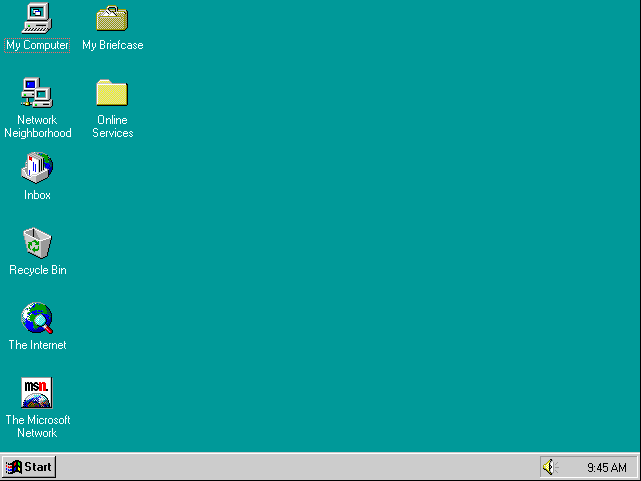 My Computer
My Briefcase
Network
Neighborhood
Online
Services
Inbox
Recycle Bin
The Internet
msn.
The Microsoft
Network
Start
9:45 AM